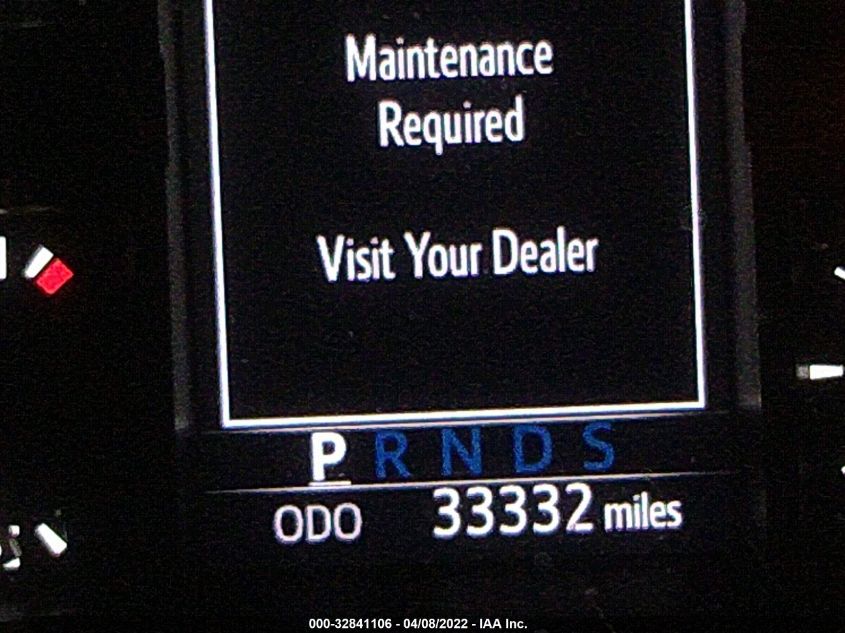 Maintenance
Required
Visit Your Dealer
P R N D S
ODO 33332 miles
000-32841106 - 04/08/2022 - IAA Inc.